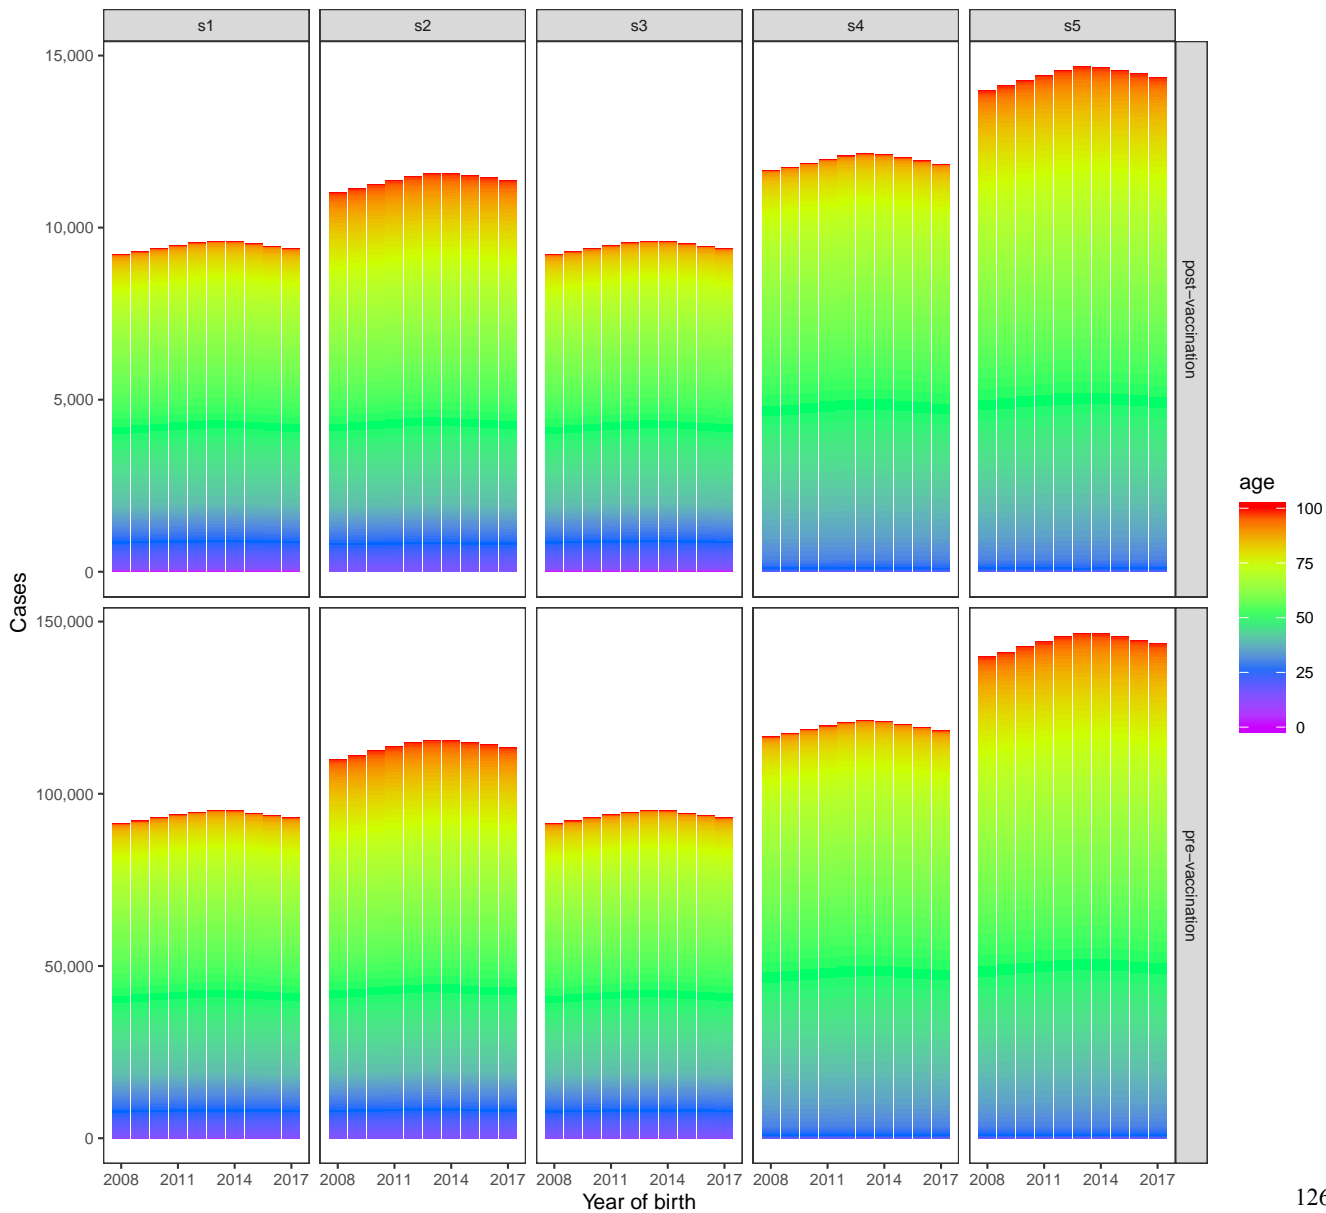 s1 s2 s3 s4 s5
15,000
10,000
5,000
0
post−vaccination
150,000
100,000
50,000
0
pre−vaccination
Cases
2008 2011 2014 2017 2008 2011 2014 2017 2008 2011 2014 2017 2008 2011 2014 2017 2008 2011 2014 2017
Year of birth
age
100
75
50
25
0
126